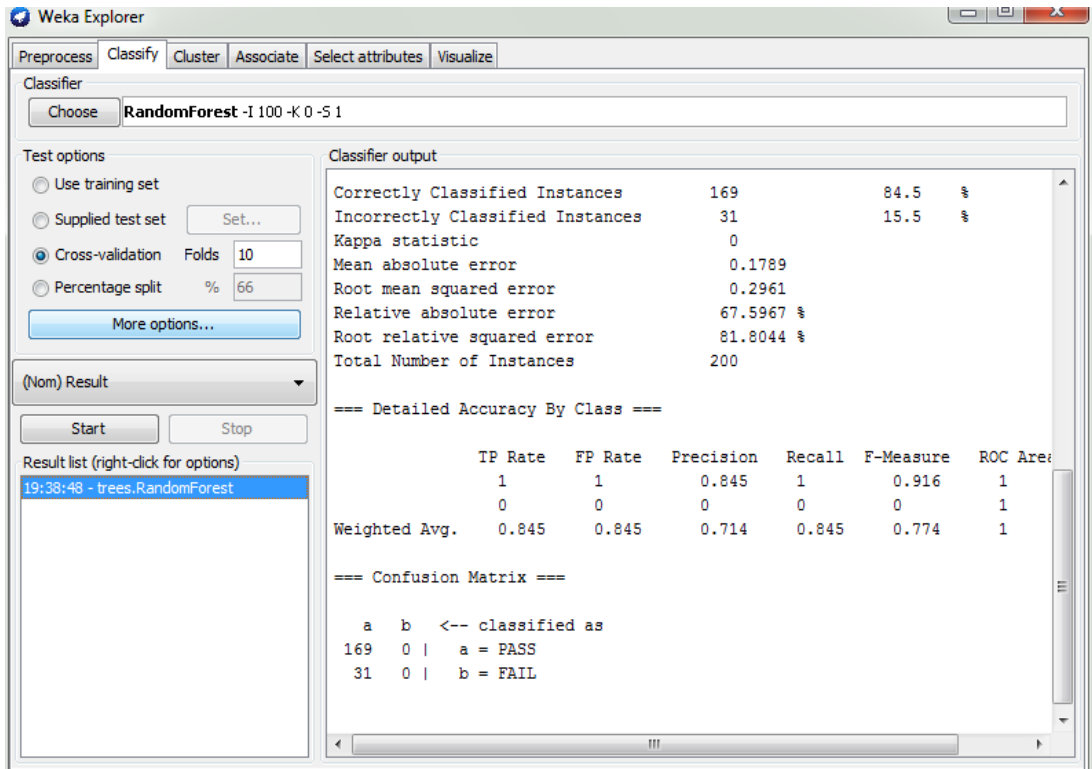 Weka Explorer
Preprocess Classify Cluster Associate Select attributes Visualize
Classifier
Choose RandomForest -I 100 -K 0 -S 1
Test options
Use training set
Supplied test set Set...
Cross-validation Folds 10
Percentage split % 66
More options...
(Nom) Result
Start Stop
Result list (right-click for options)
19:38:48 - trees.RandomForest
Classifier output
Correctly Classified Instances 169 84.5 %
Incorrectly Classified Instances 31 15.5 %
Kappa statistic 0
Mean absolute error 0.1789
Root mean squared error 0.2961
Relative absolute error 67.5967 %
Root relative squared error 81.8044 %
Total Number of Instances 200
=== Detailed Accuracy By Class ===
TP Rate FP Rate Precision Recall F-Measure ROC Area
1 1 0.845 1 0.916 1
0 0 0 0 0 1
Weighted Avg. 0.845 0.845 0.714 0.845 0.774 1
=== Confusion Matrix ===
a b <-- classified as
169 0 | a = PASS
31 0 | b = FAIL